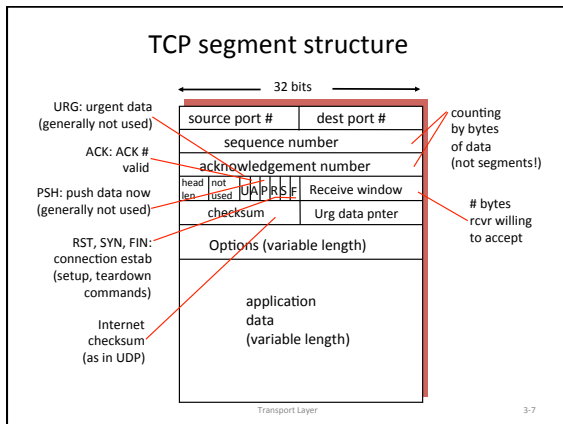 TCP segment structure
32 bits
URG: urgent data
(generally not used)
ACK: ACK #
valid
PSH: push data now
(generally not used)
RST, SYN, FIN:
connection estab
(setup, teardown
commands)
Internet
checksum
(as in UDP)
source port #
dest port #
sequence number
acknowledgement number
head
len
not
used
U A P R S F
Receive window
checksum
Urg data pnter
Options (variable length)
application
data
(variable length)
counting
by bytes
of data
(not segments!)
# bytes
rcvr willing
to accept
Transport Layer
3-7